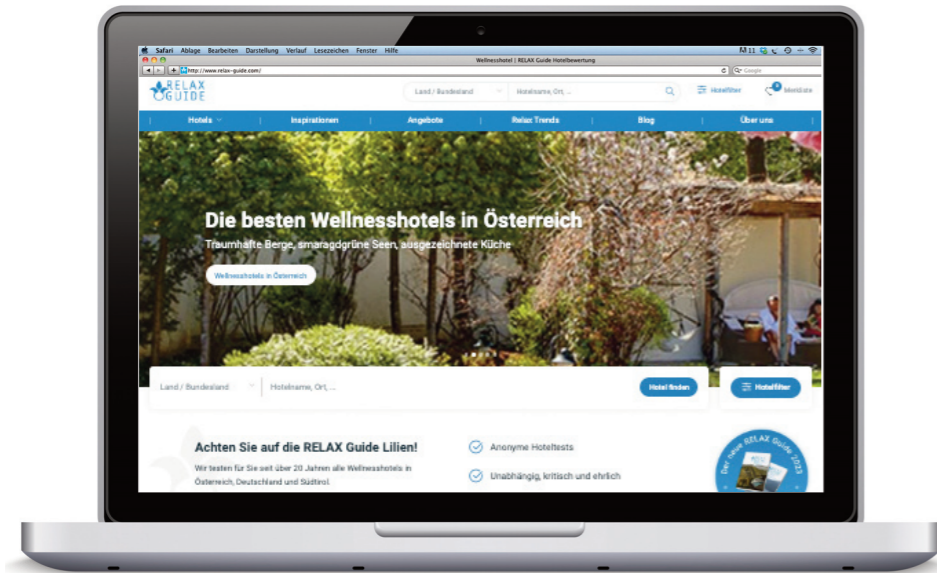 Safari Ablage Bearbeiten Darstellung Verlauf Lesezeichen Fenster Hilfe
11
Wellnesshotel | RELAX Guide Hotelbewertung
http://www.relax-guide.com/
Google
RELAX
GUIDE
Land / Bundesland
Hotelname, Ort, ...
Hotelfilter
0
Merkliste
Hotels | Inspirationen | Angebote | Relax Trends | Blog | Über uns
Die besten Wellnesshotels in Österreich
Traumhafte Berge, smaragdgrüne Seen, ausgezeichnete Küche
Wellnesshotels in Österreich
Land / Bundesland
Hotelname, Ort, ...
Hotel finden
Hotelfilter
Achten Sie auf die RELAX Guide Lilien!
Wir testen für Sie seit über 20 Jahren alle Wellnesshotels in
Österreich, Deutschland und Südtirol.
Anonyme Hoteltests
Unabhängig, kritisch und ehrlich
Der neue RELAX Guide 2023